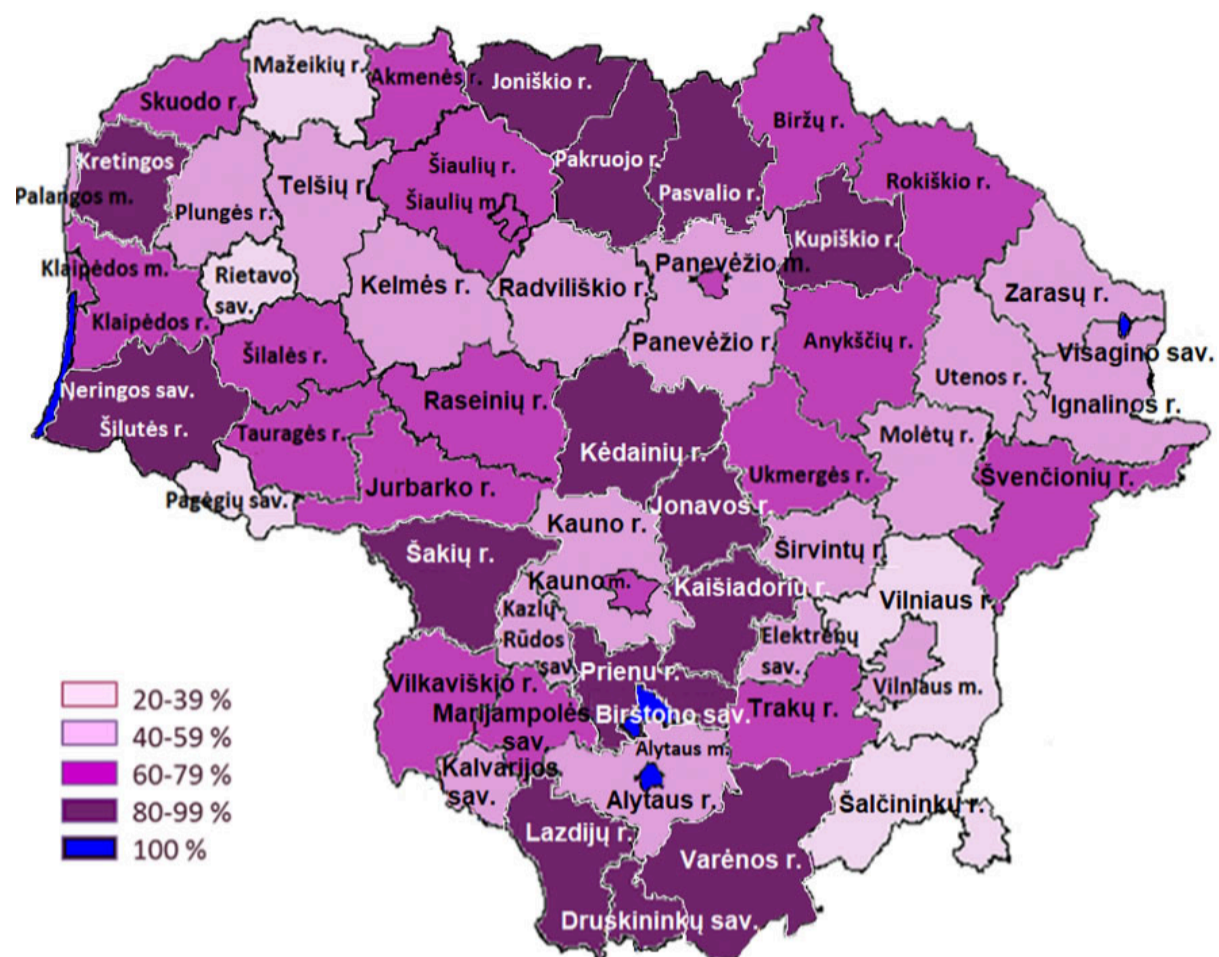 Mažeikių r.
Akmenės r.
Joniškio r.
Skuodo r.
Biržų r.
Kretingos
Šiaulių r.
Pakruojo r.
Rokiškio r.
Palangos m.
Telšių r.
Plungės r.
Šiaulių m.
Pasvalio r.
Kupiškio r.
Klaipėdos m.
Rietavo
sav.
Kelmės r.
Radviliškio r.
Panevėžio m.
Zarasų r.
Klaipėdos r.
Šilalės r.
Panevėžio r.
Anykščių r.
Visagino sav.
Utenos r.
Neringos sav.
Šilutės r.
Raseinių r.
Ignalinos r.
Tauragės r.
Molėtų r.
Kėdainių r.
Ukmergės r.
Švenčionių r.
Pagėgių sav.
Jurbarko r.
Jonavos r.
Kauno r.
Šakių r.
Širvintų r.
Kauno m.
Kaišiadorių r.
Vilniaus r.
Kazlų
Rūdos
sav.
Elektrėnų
sav.
Prienu r.
Vilkaviškio r.
Vilniaus m.
Marijampolės
sav.
Birštono sav.
Trakų r.
Alytaus m.
Kalvarijos
sav.
Alytaus r.
Šalčininkų r.
Lazdijų r.
Varėnos r.
Druskininkų sav.
20-39 %
40-59 %
60-79 %
80-99 %
100 %